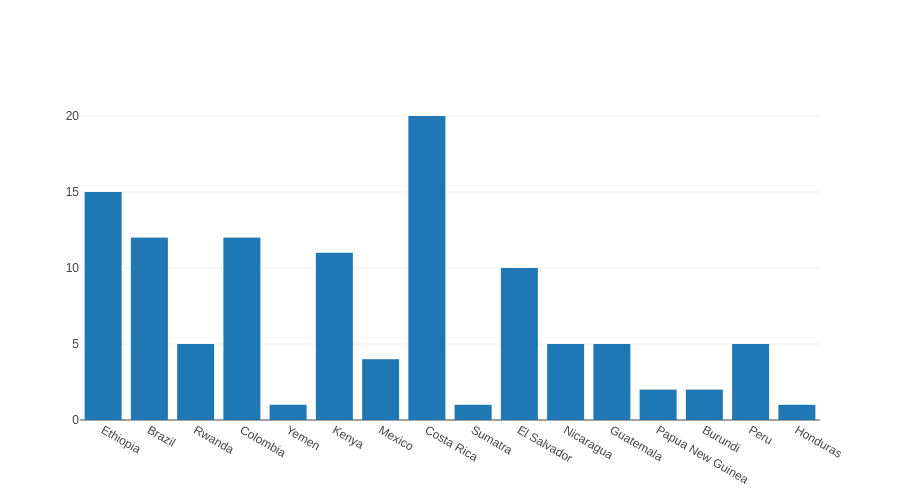 20
15
10
5
0
Ethiopia
Brazil
Rwanda
Colombia
Yemen
Kenya
Mexico
Costa Rica
Sumatra
El Salvador
Nicaragua
Guatemala
Papua New Guinea
Burundi
Peru
Honduras